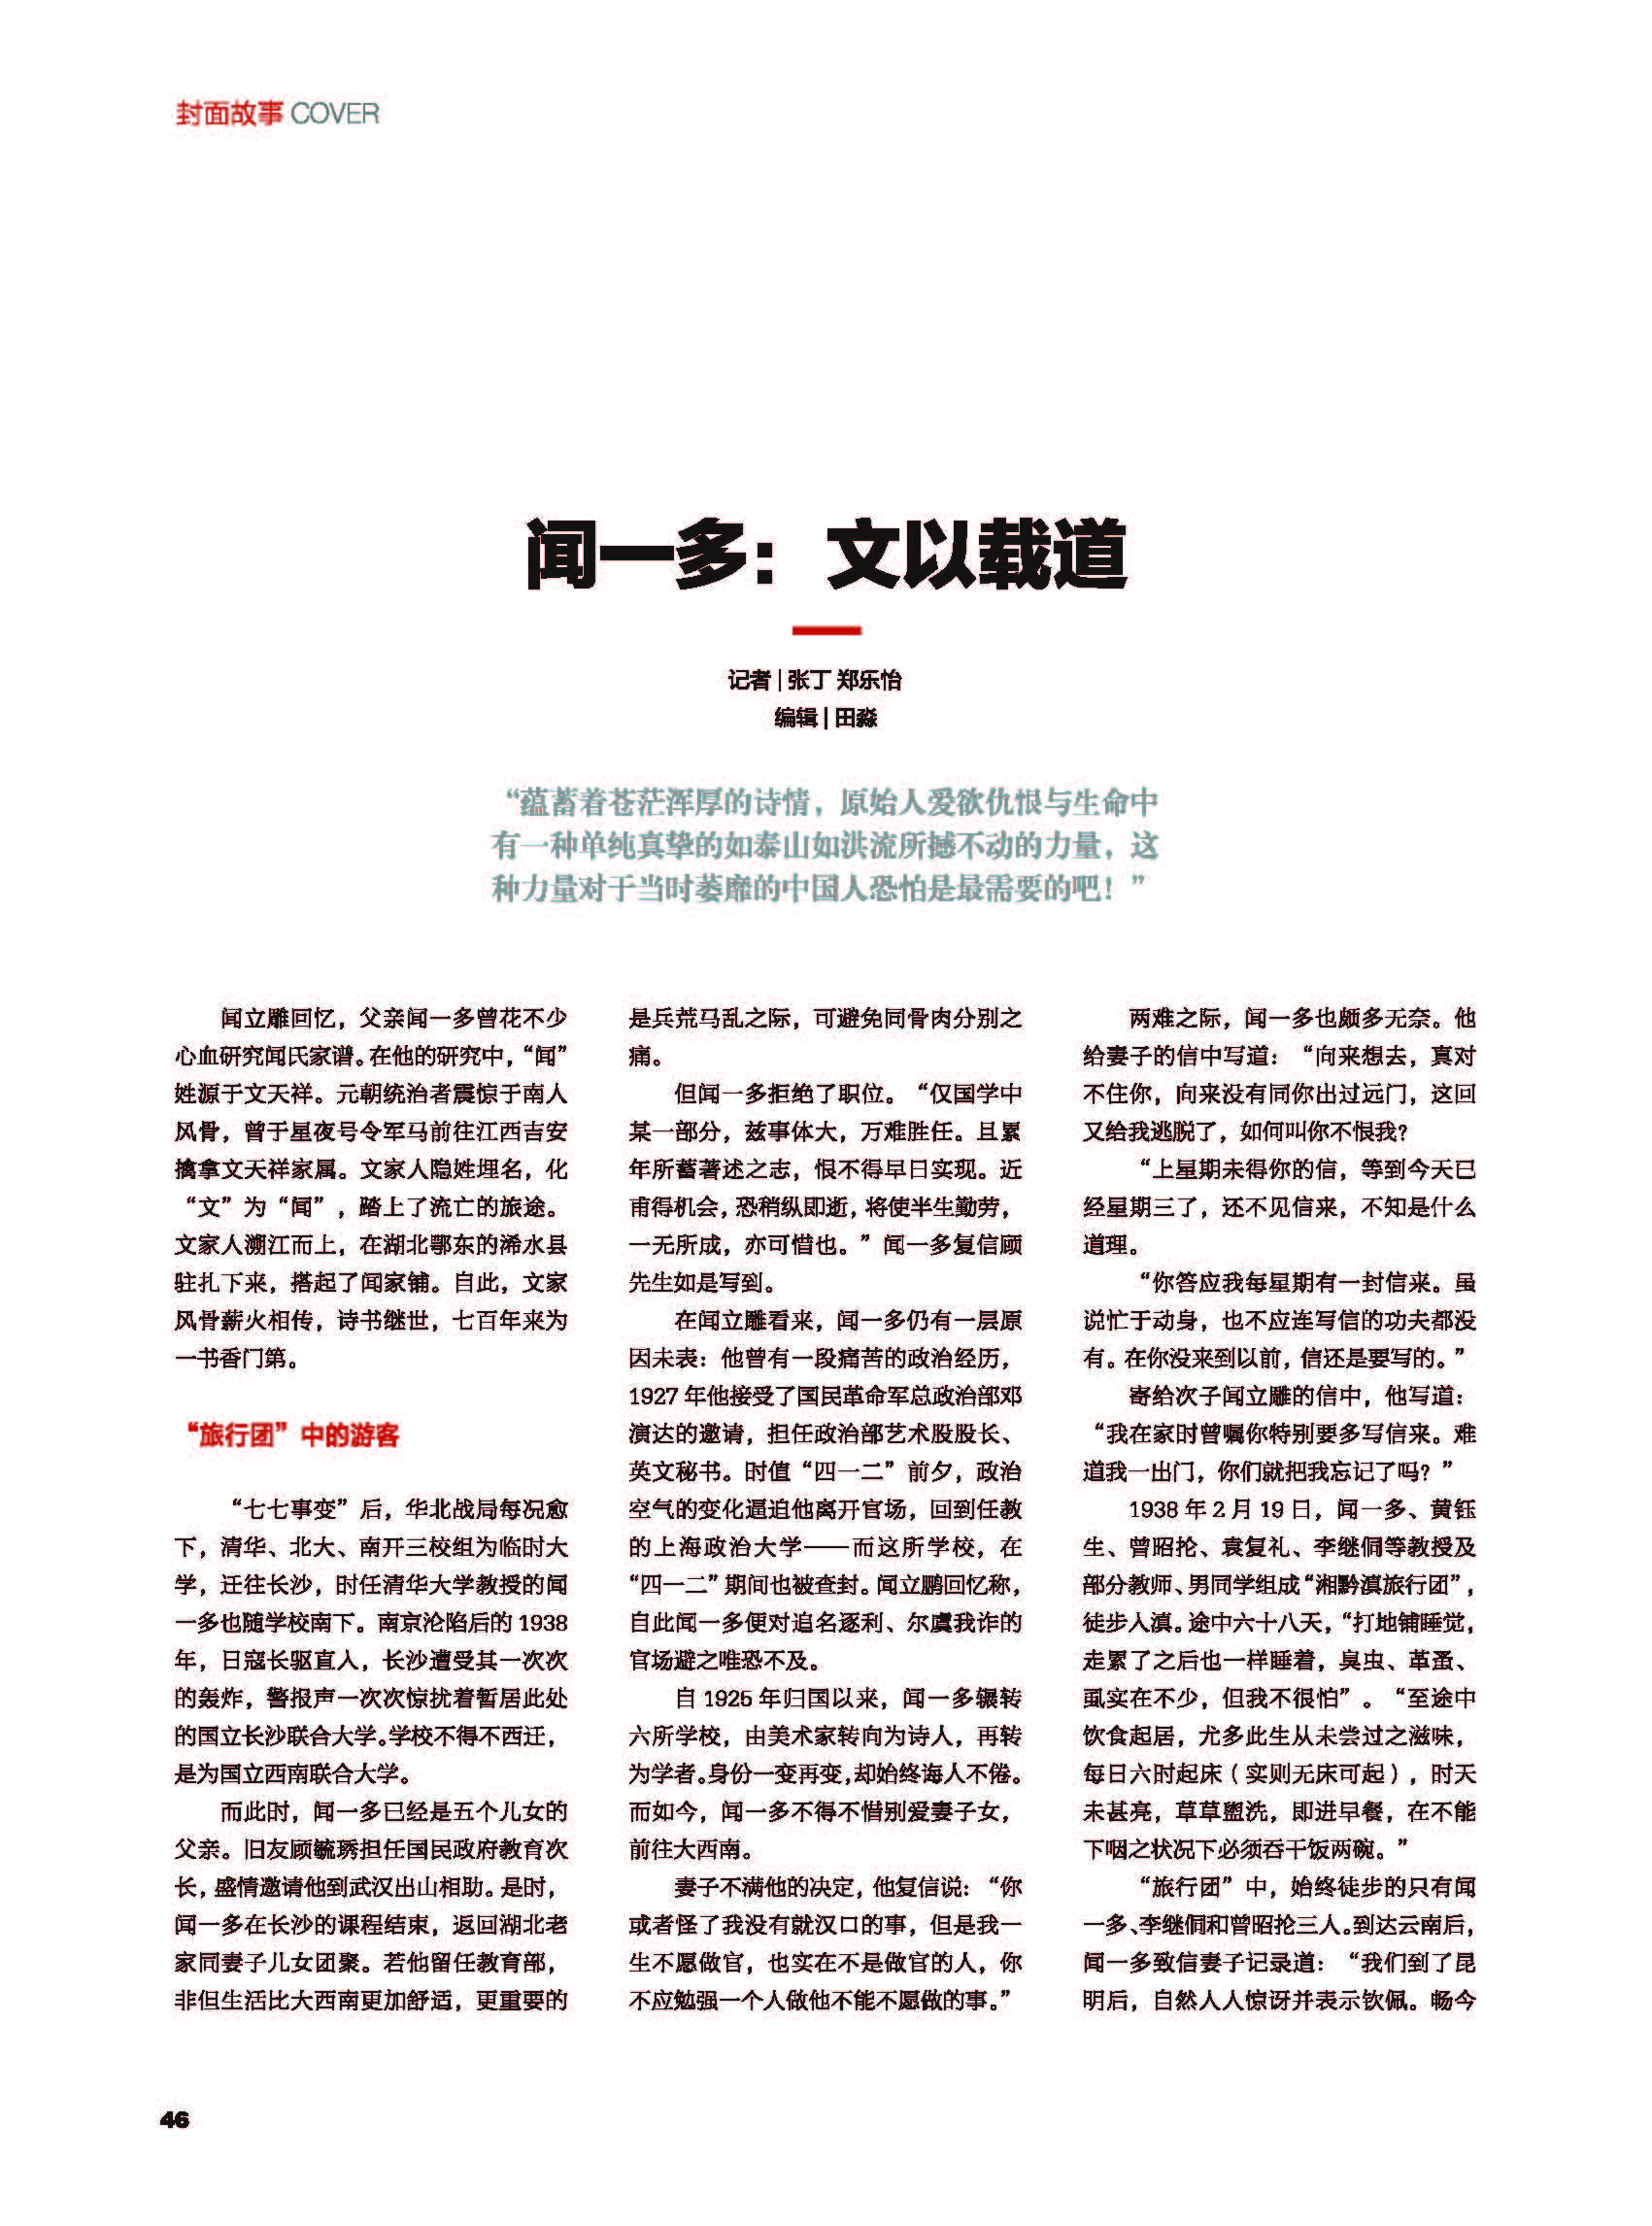 封面故事 COVER
闻一多：文以载道
记者 | 张丁 郑乐怡
编辑 | 田淼
“蕴蓄着苍茫浑厚的诗情，原始人爱欲仇恨与生命中
有一种单纯真挚的如泰山如洪流所撼不动的力量，这
种力量对于当时萎靡的中国人恐怕是最需要的吧！”
闻立雕回忆，父亲闻一多曾花不少
心血研究闻氏家谱。在他的研究中，“闻”
姓源于文天祥。元朝统治者震惊于南人
风骨，曾于星夜号令军马前往江西吉安
擒拿文天祥家属。文家人隐姓埋名，化
“文”为“闻”，踏上了流亡的旅途。
文家人溯江而上，在湖北鄂东的浠水县
驻扎下来，搭起了闻家铺。自此，文家
风骨薪火相传，诗书继世，七百年来为
一书香门第。
“旅行团”中的游客
“七七事变”后，华北战局每况愈
下，清华、北大、南开三校组为临时大
学，迁往长沙，时任清华大学教授的闻
一多也随学校南下。南京沦陷后的 1938
年，日寇长驱直入，长沙遭受其一次次
的轰炸，警报声一次次惊扰着暂居此处
的国立长沙联合大学。学校不得不西迁，
是为国立西南联合大学。
而此时，闻一多已经是五个儿女的
父亲。旧友顾毓琇担任国民政府教育次
长，盛情邀请他到武汉出山相助。是时，
闻一多在长沙的课程结束，返回湖北老
家同妻子儿女团聚。若他留任教育部，
非但生活比大西南更加舒适，更重要的
是兵荒马乱之际，可避免同骨肉分别之
痛。
但闻一多拒绝了职位。“仅国学中
某一部分，兹事体大，万难胜任。且累
年所蓄著述之志，恨不得早日实现。近
甫得机会，恐稍纵即逝，将使半生勤劳，
一无所成，亦可惜也。”闻一多复信顾
先生如是写到。
在闻立雕看来，闻一多仍有一层原
因未表：他曾有一段痛苦的政治经历，
1927 年他接受了国民革命军总政治部邓
演达的邀请，担任政治部艺术股股长、
英文秘书。时值“四一二”前夕，政治
空气的变化逼迫他离开官场，回到任教
的上海政治大学——而这所学校，在
“四一二”期间也被查封。闻立鹏回忆称，
自此闻一多便对追名逐利、尔虞我诈的
官场避之唯恐不及。
自 1925 年归国以来，闻一多辗转
六所学校，由美术家转向为诗人，再转
为学者。身份一变再变，却始终诲人不倦。
而如今，闻一多不得不惜别爱妻子女，
前往大西南。
妻子不满他的决定，他复信说：“你
或者怪了我没有就汉口的事，但是我一
生不愿做官，也实在不是做官的人，你
不应勉强一个人做他不能不愿做的事。”
两难之际，闻一多也颇多无奈。他
给妻子的信中写道：“向来想去，真对
不住你，向来没有同你出过远门，这回
又给我逃脱了，如何叫你不恨我？
“上星期未得你的信，等到今天已
经星期三了，还不见信来，不知是什么
道理。
“你答应我每星期有一封信来。虽
说忙于动身，也不应连写信的功夫都没
有。在你没来到以前，信还是要写的。”
寄给次子闻立雕的信中，他写道：
“我在家时曾嘱你特别要多写信来。难
道我一出门，你们就把我忘记了吗？”
1938 年 2 月 19 日，闻一多、黄钰
生、曾昭抡、袁复礼、李继侗等教授及
部分教师、男同学组成“湘黔滇旅行团”，
徒步入滇。途中六十八天，“打地铺睡觉，
走累了之后也一样睡着，臭虫、革蚤、
虱实在不少，但我不很怕”。“至途中
饮食起居，尤多此生从未尝过之滋味，
每日六时起床（实则无床可起），时天
未甚亮，草草盥洗，即进早餐，在不能
下咽之状况下必须吞干饭两碗。”
“旅行团”中，始终徒步的只有闻
一多、李继侗和曾昭抡三人。到达云南后，
闻一多致信妻子记录道：“我们到了昆
明后，自然人人惊讶并表示钦佩。畅今
46